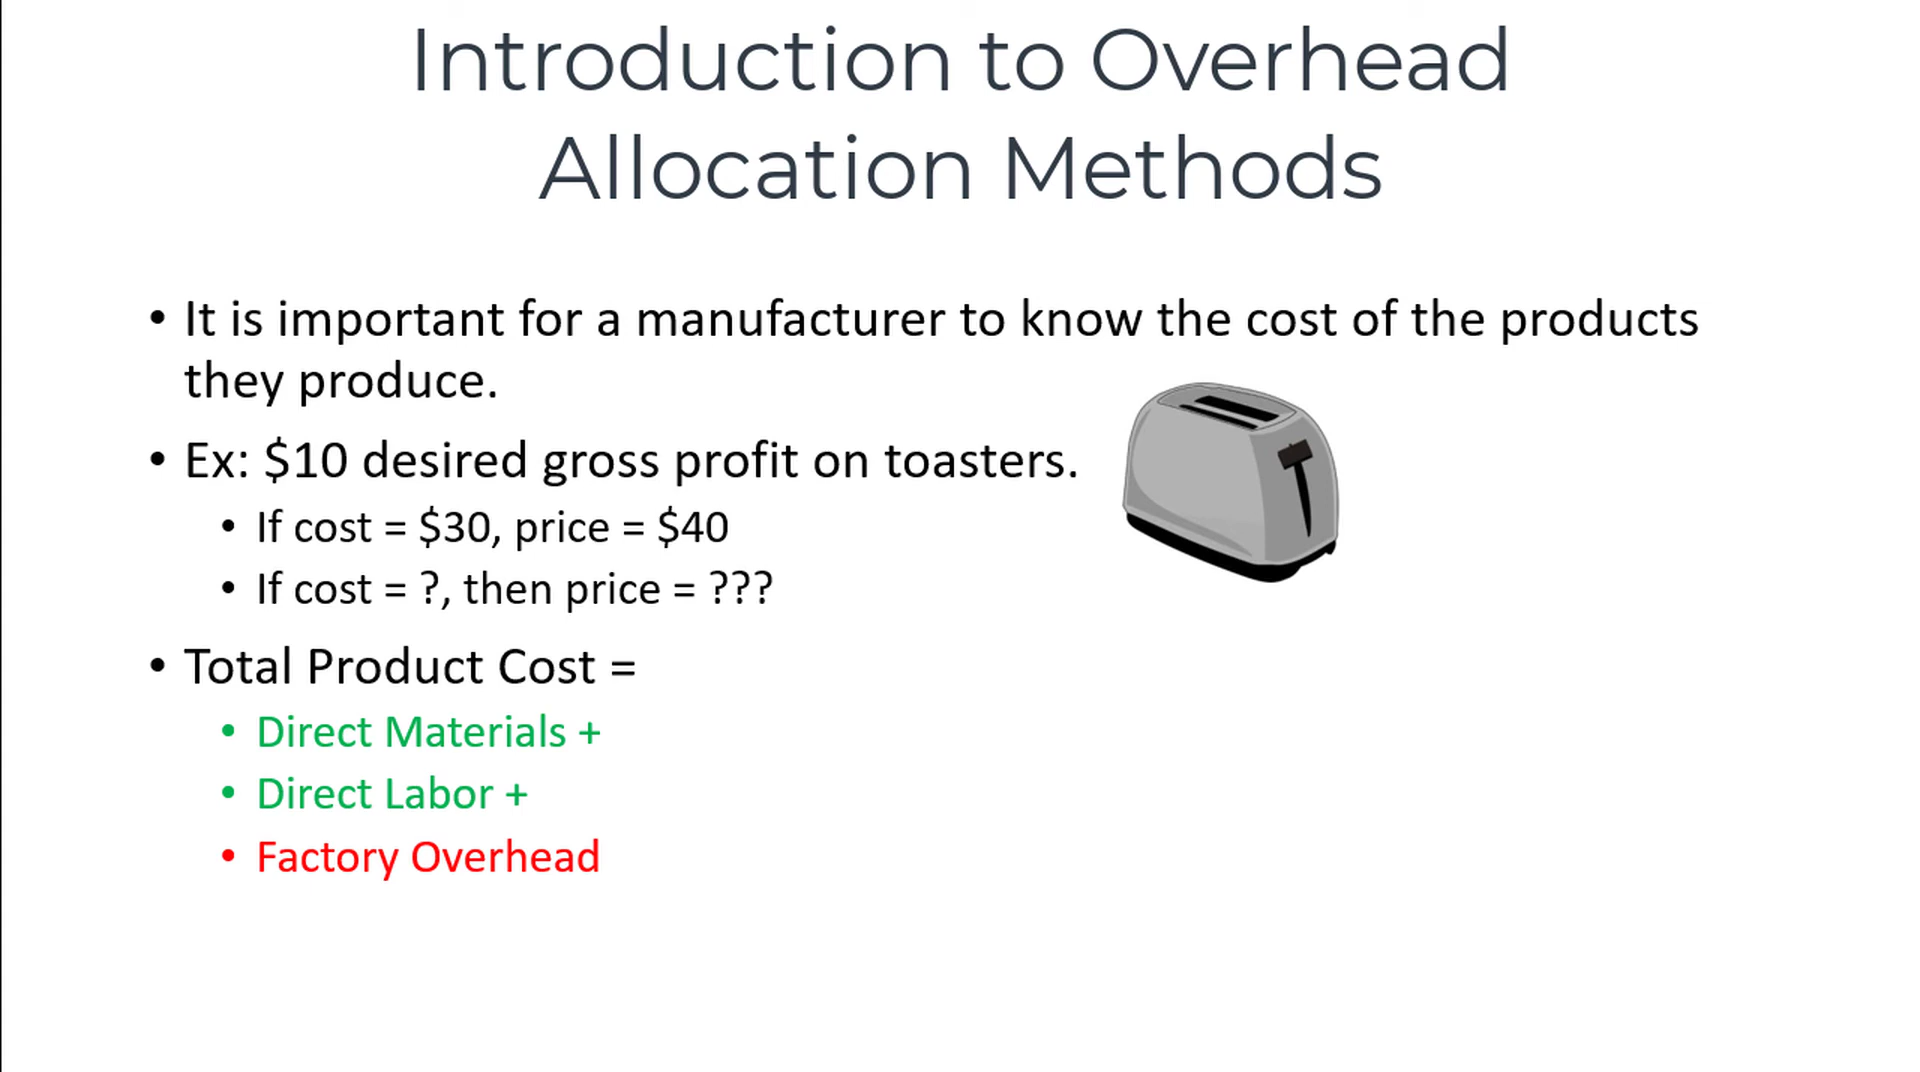 Introduction to Overhead
Allocation Methods
• It is important for a manufacturer to know the cost of the products
they produce.
• Ex: $10 desired gross profit on toasters.
• If cost = $30, price = $40
• If cost = ?, then price = ???
• Total Product Cost =
• Direct Materials +
• Direct Labor +
• Factory Overhead